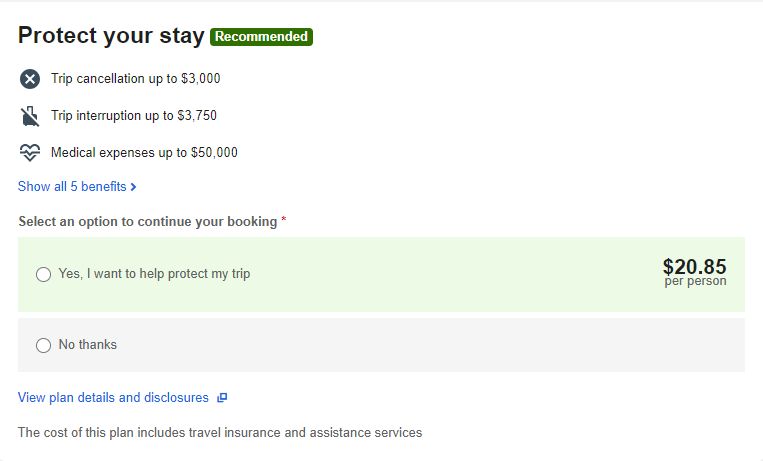 Protect your stay Recommended
Trip cancellation up to $3,000
Trip interruption up to $3,750
Medical expenses up to $50,000
Show all 5 benefits
Select an option to continue your booking *
Yes, I want to help protect my trip
$20.85
per person
No thanks
View plan details and disclosures
The cost of this plan includes travel insurance and assistance services